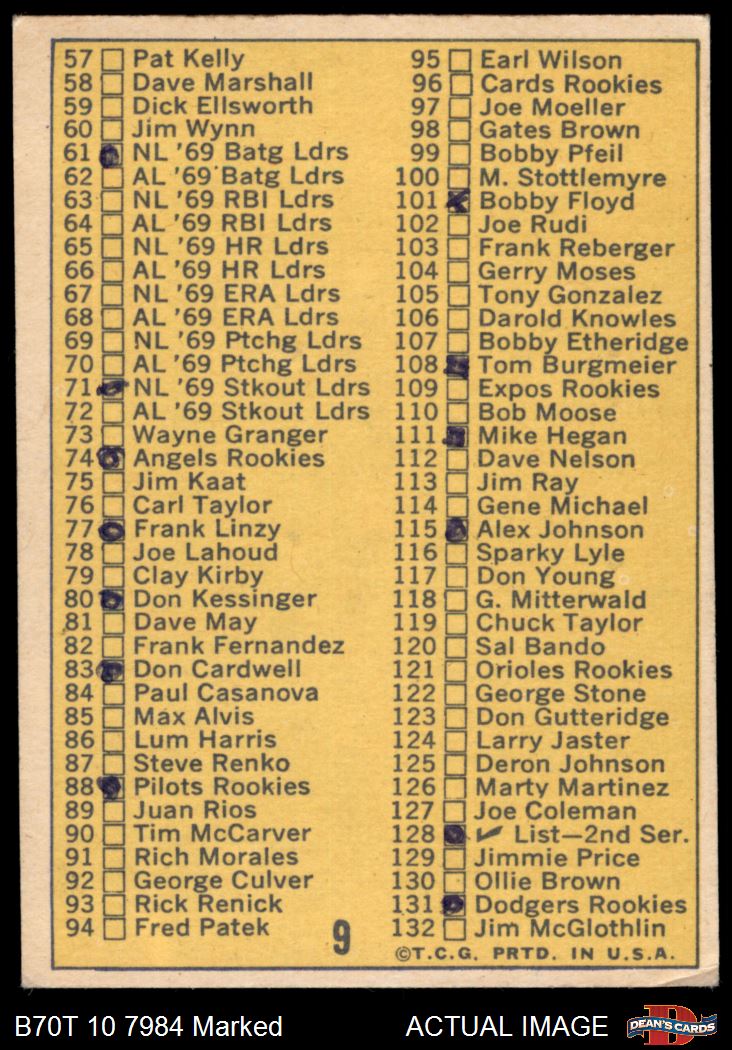 57 Pat Kelly
58 Dave Marshall
59 Dick Ellsworth
60 Jim Wynn
61 NL '69 Batg Ldrs
62 AL '69 Batg Ldrs
63 NL '69 RBI Ldrs
64 AL '69 RBI Ldrs
65 NL '69 HR Ldrs
66 AL '69 HR Ldrs
67 NL '69 ERA Ldrs
68 AL '69 ERA Ldrs
69 NL '69 Ptchg Ldrs
70 AL '69 Ptchg Ldrs
71 NL '69 Stkout Ldrs
72 AL '69 Stkout Ldrs
73 Wayne Granger
74 Angels Rookies
75 Jim Kaat
76 Carl Taylor
77 Frank Linzy
78 Joe Lahoud
79 Clay Kirby
80 Don Kessinger
81 Dave May
82 Frank Fernandez
83 Don Cardwell
84 Paul Casanova
85 Max Alvis
86 Lum Harris
87 Steve Renko
88 Pilots Rookies
89 Juan Rios
90 Tim McCarver
91 Rich Morales
92 George Culver
93 Rick Renick
94 Fred Patek
95 Earl Wilson
96 Cards Rookies
97 Joe Moeller
98 Gates Brown
99 Bobby Pfeil
100 M. Stottlemyre
101 Bobby Floyd
102 Joe Rudi
103 Frank Reberger
104 Gerry Moses
105 Tony Gonzalez
106 Darold Knowles
107 Bobby Etheridge
108 Tom Burgmeier
109 Expos Rookies
110 Bob Moose
111 Mike Hegan
112 Dave Nelson
113 Jim Ray
114 Gene Michael
115 Alex Johnson
116 Sparky Lyle
117 Don Young
118 G. Mitterwald
119 Chuck Taylor
120 Sal Bando
121 Orioles Rookies
122 George Stone
123 Don Gutteridge
124 Larry Jaster
125 Deron Johnson
126 Marty Martinez
127 Joe Coleman
128 ✓ List—2nd Ser.
129 Jimmie Price
130 Ollie Brown
131 Dodgers Rookies
132 Jim McGlothlin
9
©T.C.G. PRTD. IN U.S.A.
B70T 10 7984 Marked
ACTUAL IMAGE
D
DEAN'S CARDS